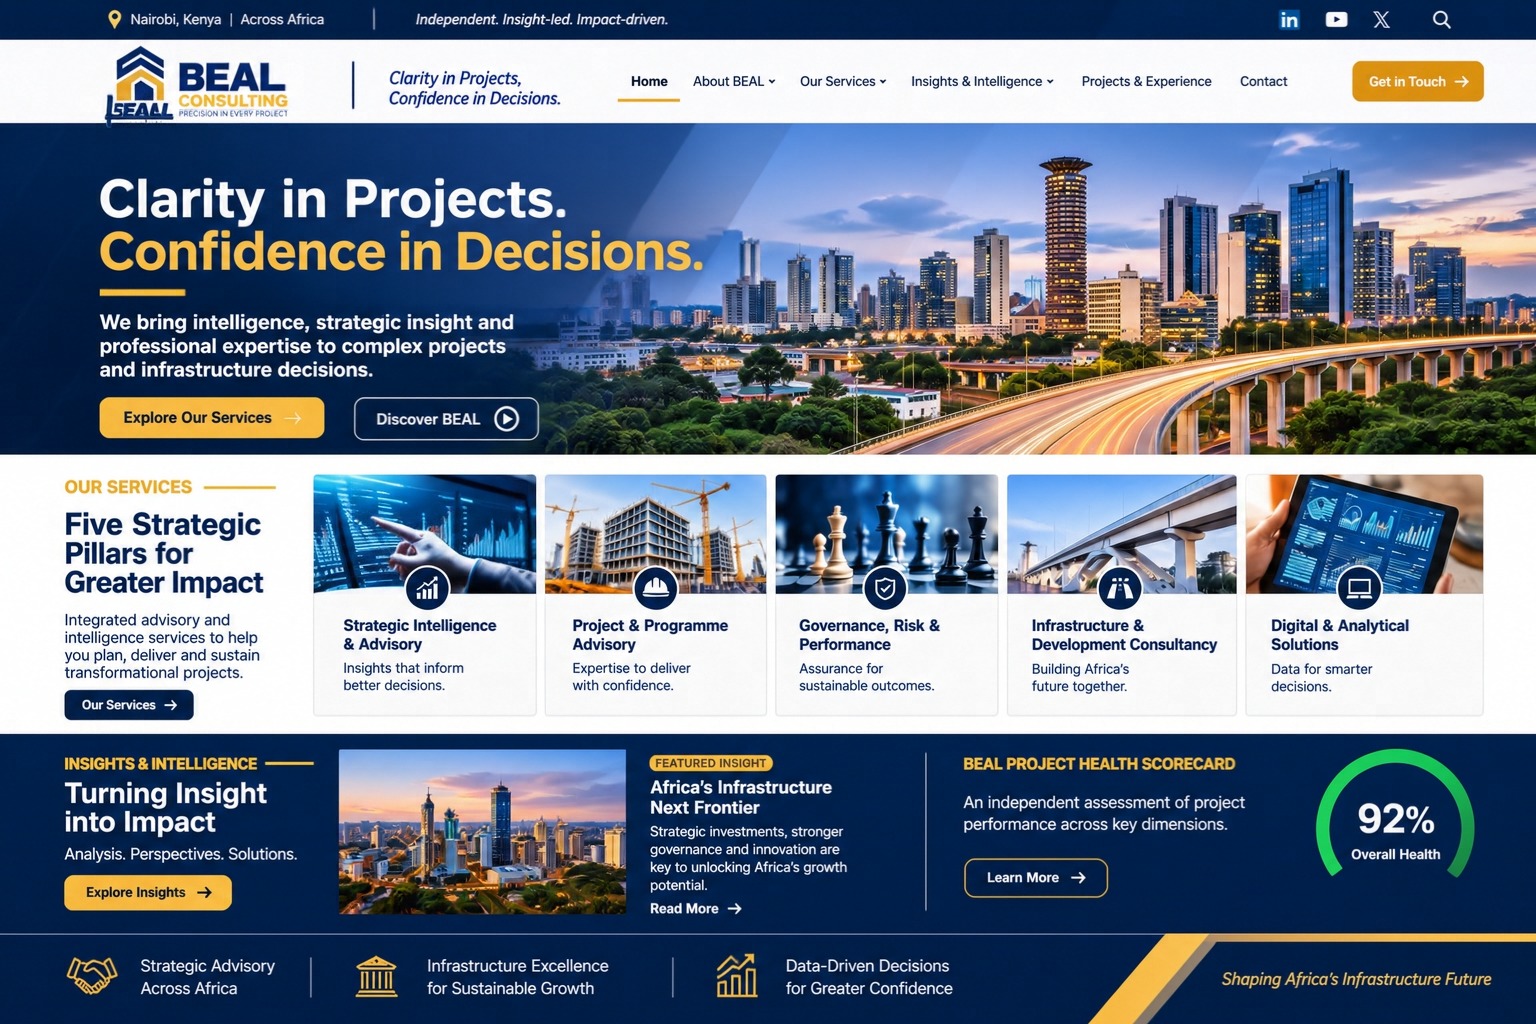 Nairobi, Kenya | Across Africa
Independent. Insight-led. Impact-driven.
in
BEAL
CONSULTING
PRECISION IN EVERY PROJECT
Clarity in Projects,
Confidence in Decisions.
Home
About BEAL
Our Services
Insights & Intelligence
Projects & Experience
Contact
Get in Touch →
Clarity in Projects.
Confidence in Decisions.
We bring intelligence, strategic insight and
professional expertise to complex projects
and infrastructure decisions.
Explore Our Services →
Discover BEAL
OUR SERVICES
Five Strategic
Pillars for
Greater Impact
Integrated advisory and
intelligence services to help
you plan, deliver and sustain
transformational projects.
Our Services →
Strategic Intelligence
& Advisory
Insights that inform
better decisions.
Project & Programme
Advisory
Expertise to deliver
with confidence.
Governance, Risk &
Performance
Assurance for
sustainable outcomes.
Infrastructure &
Development Consultancy
Building Africa's
future together.
Digital & Analytical
Solutions
Data for smarter
decisions.
INSIGHTS & INTELLIGENCE
Turning Insight
into Impact
Analysis. Perspectives. Solutions.
Explore Insights →
FEATURED INSIGHT
Africa's Infrastructure
Next Frontier
Strategic investments, stronger
governance and innovation are
key to unlocking Africa's growth
potential.
Read More →
BEAL PROJECT HEALTH SCORECARD
An independent assessment of project
performance across key dimensions.
Learn More →
92%
Overall Health
Strategic Advisory
Across Africa
Infrastructure Excellence
for Sustainable Growth
Data-Driven Decisions
for Greater Confidence
Shaping Africa's Infrastructure Future